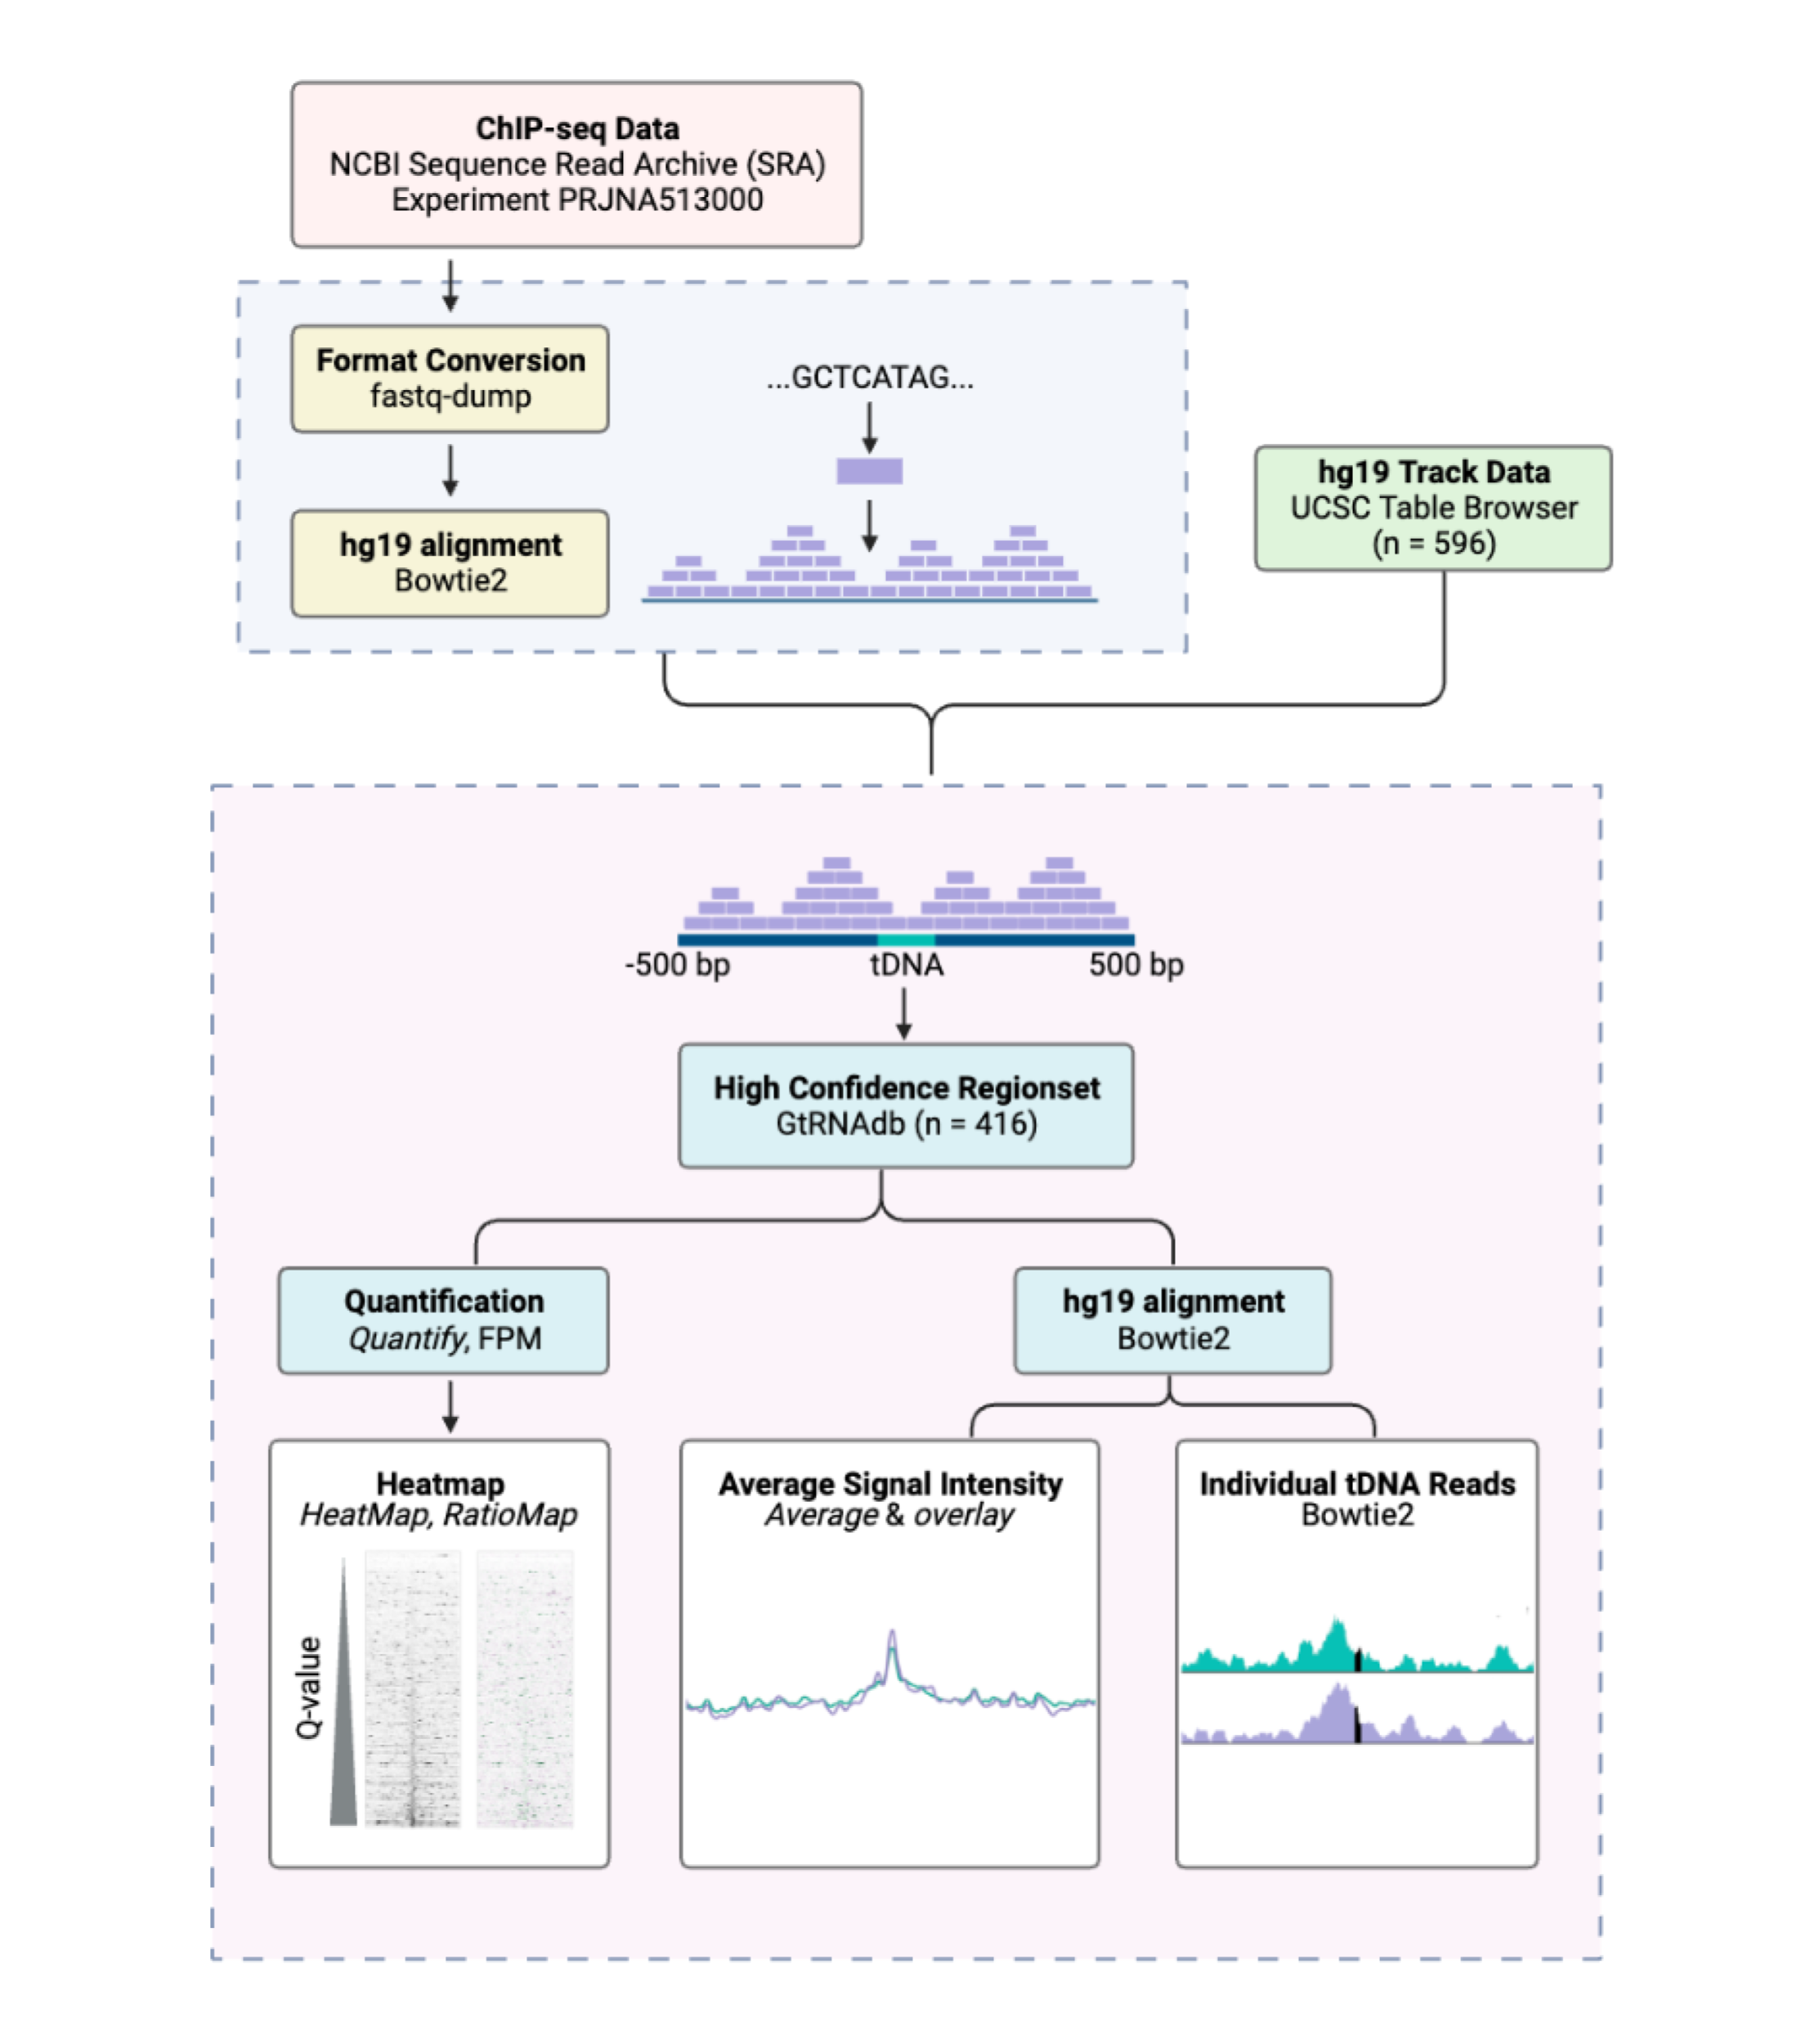 ChIP-seq Data
NCBI Sequence Read Archive (SRA)
Experiment PRJNA513000
Format Conversion
fastq-dump
...GCTCATAG...
hg19 alignment
Bowtie2
hg19 Track Data
UCSC Table Browser
(n = 596)
-500 bp tDNA 500 bp
High Confidence Regionset
GtRNAdb (n = 416)
Quantification
Quantify, FPM
hg19 alignment
Bowtie2
Heatmap
HeatMap, RatioMap
Q-value
Average Signal Intensity
Average & overlay
Individual tDNA Reads
Bowtie2